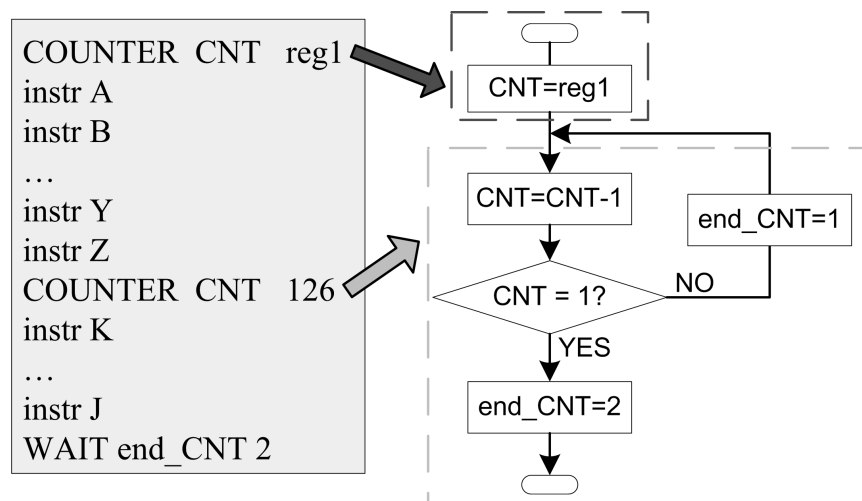 COUNTER CNT reg1
instr A
instr B
…
instr Y
instr Z
COUNTER CNT 126
instr K
…
instr J
WAIT end_CNT 2
CNT=reg1
CNT=CNT-1
end_CNT=1
CNT = 1?
NO
YES
end_CNT=2